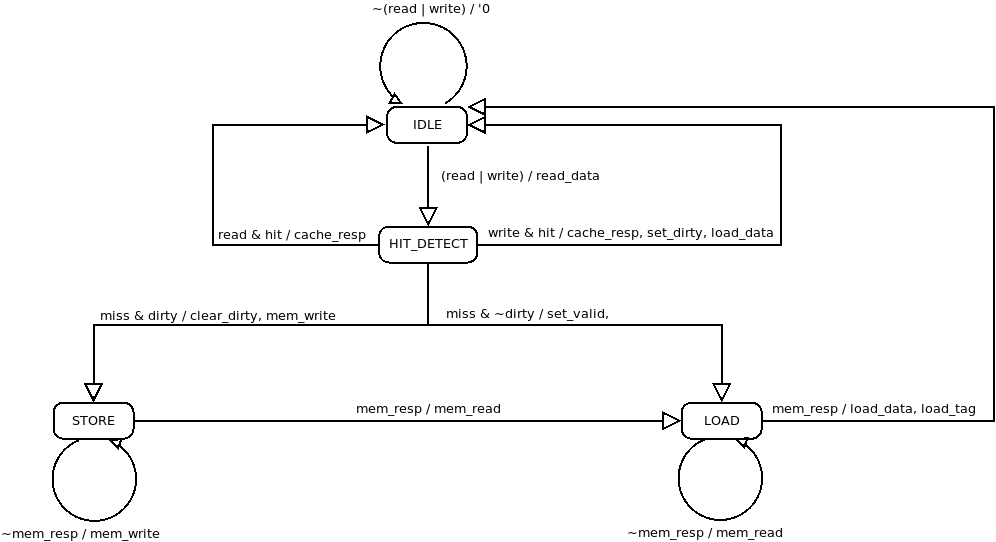 ~(read | write) / '0
IDLE
(read | write) / read_data
read & hit / cache_resp
HIT_DETECT
write & hit / cache_resp, set_dirty, load_data
miss & dirty / clear_dirty, mem_write
miss & ~dirty / set_valid,
STORE
mem_resp / mem_read
LOAD
mem_resp / load_data, load_tag
~mem_resp / mem_write
~mem_resp / mem_read